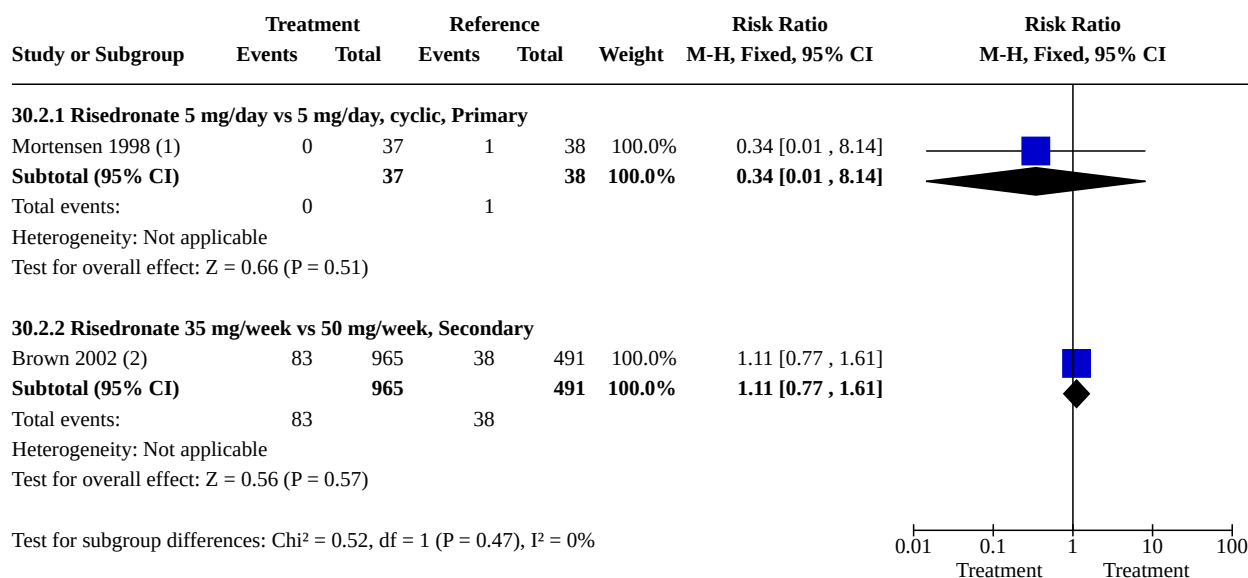 Treatment Reference Risk Ratio Risk Ratio
Study or Subgroup Events Total Events Total Weight M-H, Fixed, 95% CI M-H, Fixed, 95% CI
30.2.1 Risedronate 5 mg/day vs 5 mg/day, cyclic, Primary
Mortensen 1998 (1) 0 37 1 38 100.0% 0.34 [0.01 , 8.14]
Subtotal (95% CI) 37 38 100.0% 0.34 [0.01 , 8.14]
Total events: 0 1
Heterogeneity: Not applicable
Test for overall effect: Z = 0.66 (P = 0.51)
30.2.2 Risedronate 35 mg/week vs 50 mg/week, Secondary
Brown 2002 (2) 83 965 38 491 100.0% 1.11 [0.77 , 1.61]
Subtotal (95% CI) 965 491 100.0% 1.11 [0.77 , 1.61]
Total events: 83 38
Heterogeneity: Not applicable
Test for overall effect: Z = 0.56 (P = 0.57)
Test for subgroup differences: Chi² = 0.52, df = 1 (P = 0.47), I² = 0%
0.01 0.1 1 10 100
Treatment Treatment